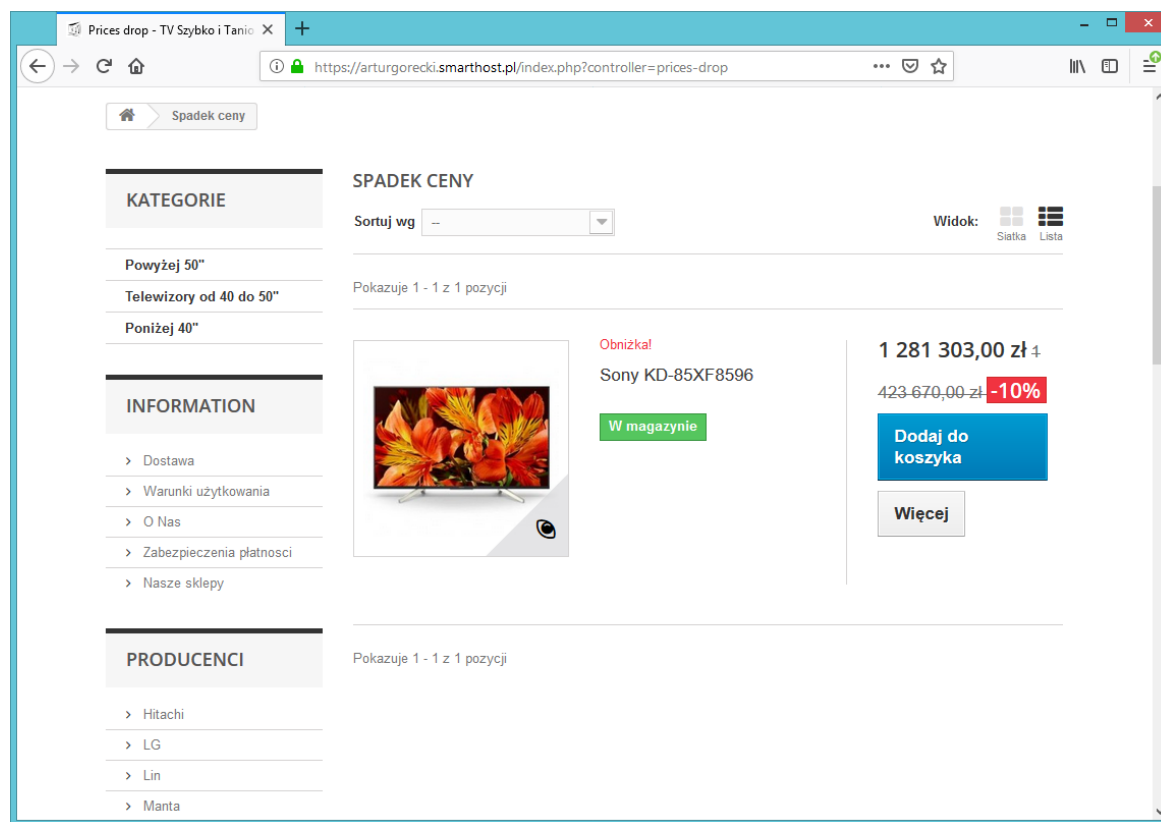 Prices drop - TV Szybko i Tanio
https://arturgorecki.smarthost.pl/index.php?controller=prices-drop
Spadek ceny
KATEGORIE
Powyżej 50"
Telewizory od 40 do 50"
Poniżej 40"
INFORMATION
Dostawa
Warunki użytkowania
O Nas
Zabezpieczenia płatnosci
Nasze sklepy
PRODUCENCI
Hitachi
LG
Lin
Manta
SPADEK CENY
Sortuj wg --
Widok:
Siatka Lista
Pokazuje 1 - 1 z 1 pozycji
Obniżka!
Sony KD-85XF8596
W magazynie
1 281 303,00 zł 1
423 670,00 zł -10%
Dodaj do
koszyka
Więcej
Pokazuje 1 - 1 z 1 pozycji